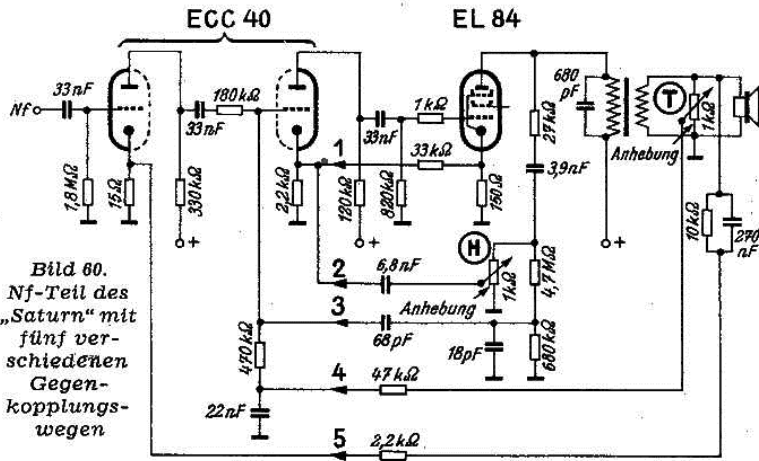 ECC 40
EL 84
Nf
33nF
1,8MΩ
15Ω
330kΩ
+
33nF
180kΩ
2,2kΩ
120kΩ
+
33nF
820kΩ
1kΩ
1
33kΩ
150Ω
27kΩ
3,9nF
680
pF
+
T
1kΩ
Anhebung
10kΩ
270
nF
H
1kΩ
Anhebung
4,7MΩ
680kΩ
2
6,8nF
3
68pF
18pF
470kΩ
22nF
4
47kΩ
5
2,2kΩ
Bild 60.
Nf-Teil des
„Saturn“ mit
fünf ver-
schiedenen
Gegen-
kopplungs-
wegen